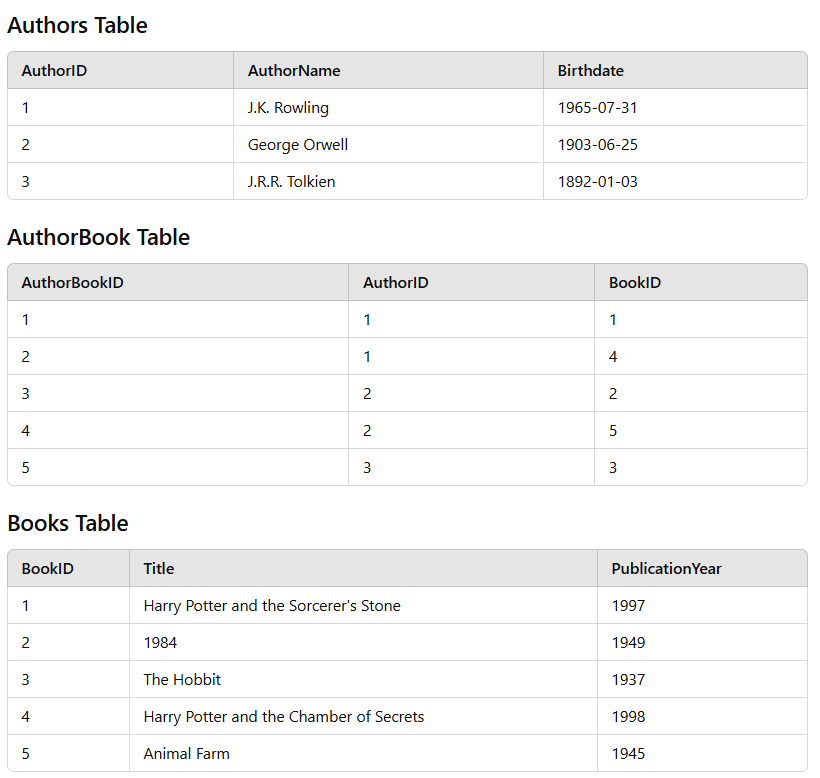 Authors Table
AuthorID AuthorName Birthdate
1 J.K. Rowling 1965-07-31
2 George Orwell 1903-06-25
3 J.R.R. Tolkien 1892-01-03
AuthorBook Table
AuthorBookID AuthorID BookID
1 1 1
2 1 4
3 2 2
4 2 5
5 3 3
Books Table
BookID Title PublicationYear
1 Harry Potter and the Sorcerer's Stone 1997
2 1984 1949
3 The Hobbit 1937
4 Harry Potter and the Chamber of Secrets 1998
5 Animal Farm 1945